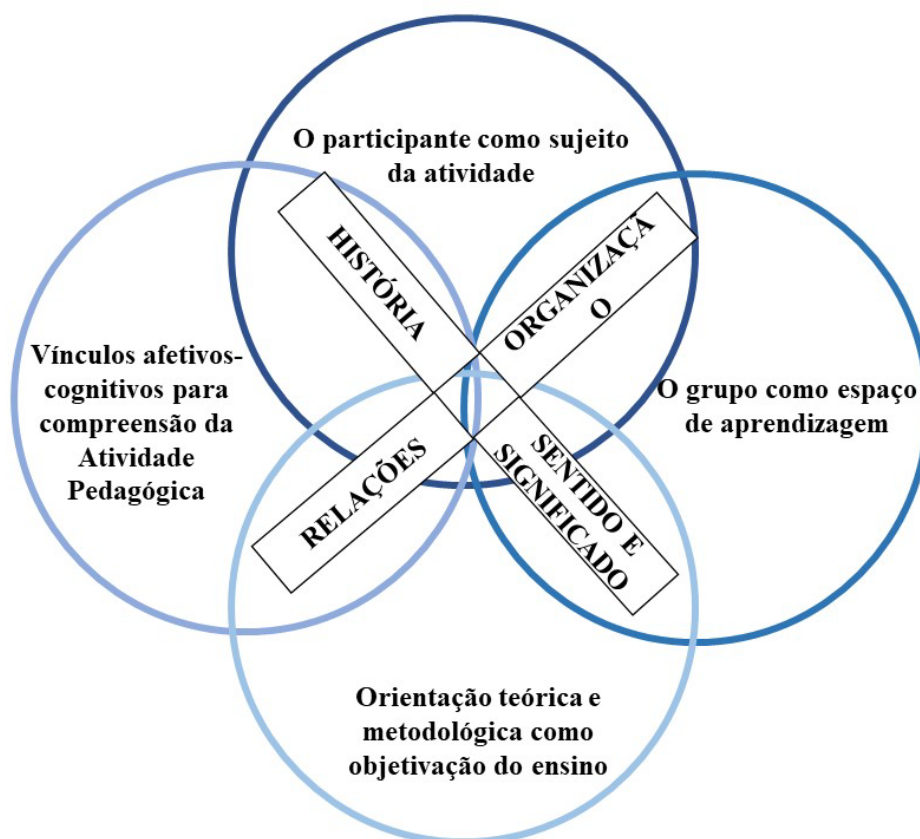 O participante como sujeito
da atividade
HISTÓRIA
ORGANIZAÇÃ
O
Vínculos afetivos-
cognitivos para
compreensão da
Atividade
Pedagógica
O grupo como espaço
de aprendizagem
RELAÇÕES
SENTIDO E
SIGNIFICADO
Orientação teórica e
metodológica como
objetivação do ensino